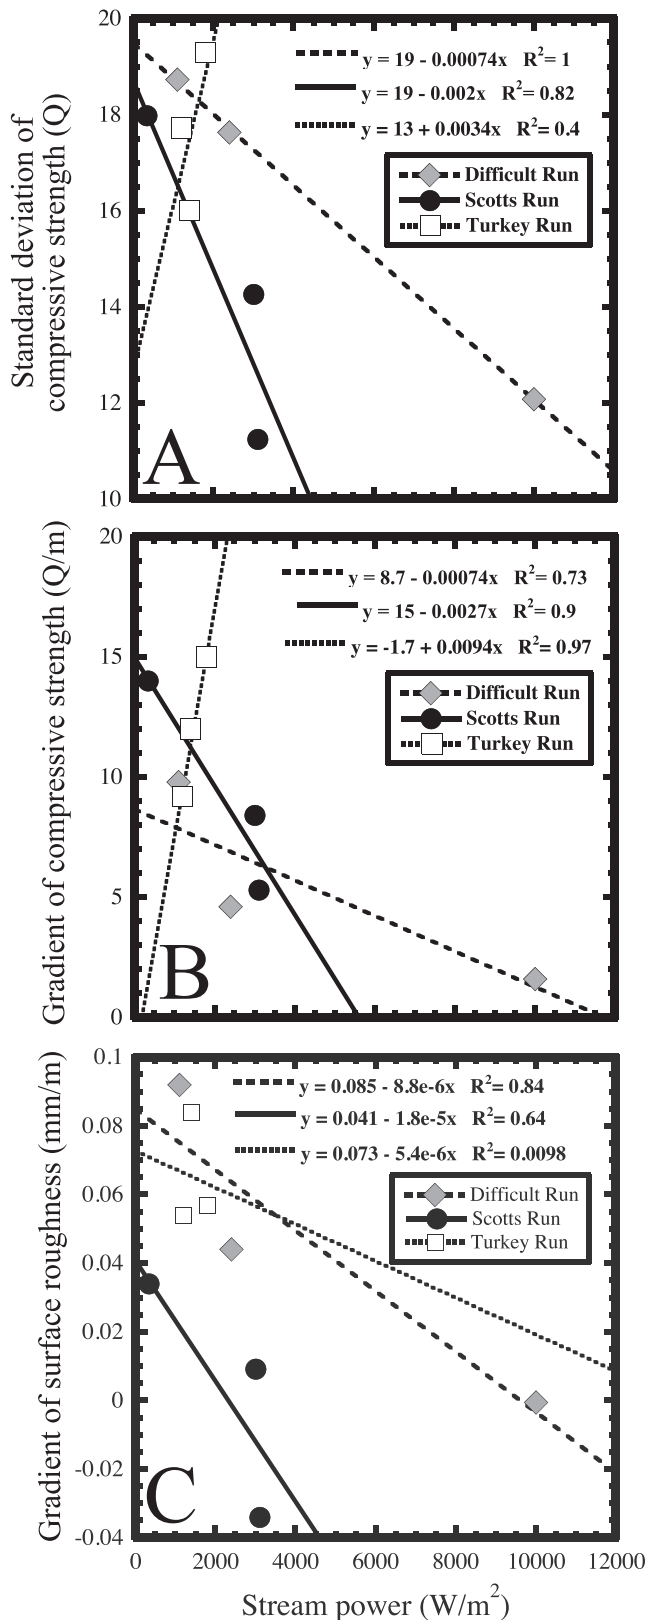 Standard deviation of
compressive strength (Q)
20
18
16
14
12
10
y = 19 - 0.00074x R²= 1
y = 19 -0.002x R²= 0.82
y = 13 + 0.0034x R²= 0.4
Difficult Run
Scotts Run
Turkey Run
A
Gradient of compressive strength (Q/m)
20
15
10
5
0
y = 8.7 - 0.00074x R²= 0.73
y = 15 - 0.0027x R²= 0.9
y = -1.7 + 0.0094x R²= 0.97
Difficult Run
Scotts Run
Turkey Run
B
Gradient of surface roughness (mm/m)
0.1
0.08
0.06
0.04
0.02
0
-0.02
-0.04
y = 0.085 - 8.8e-6x R²= 0.84
y = 0.041 - 1.8e-5x R²= 0.64
y = 0.073 - 5.4e-6x R²= 0.0098
Difficult Run
Scotts Run
Turkey Run
C
0 2000 4000 6000 8000 10000 12000
Stream power (W/m²)